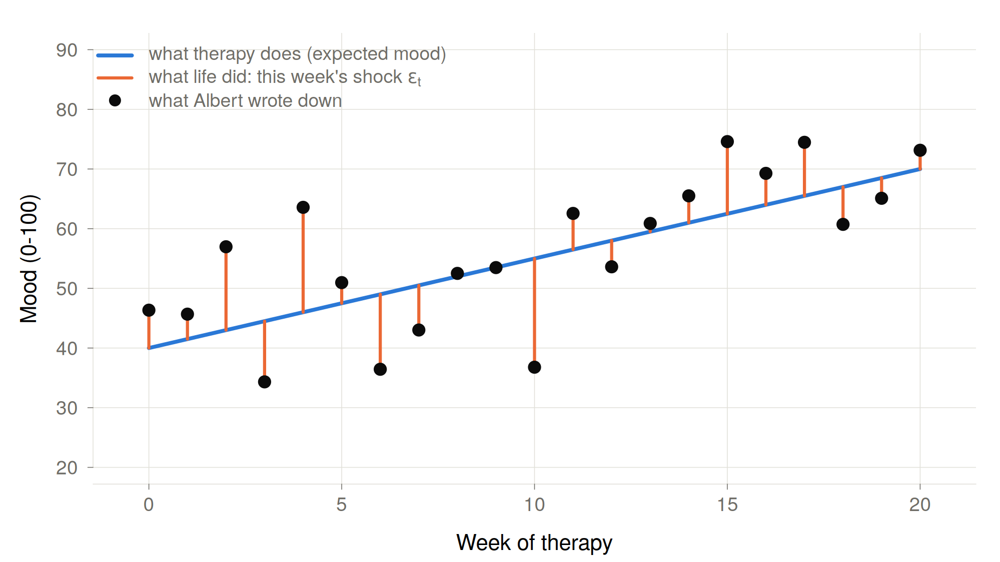 90
what therapy does (expected mood)
what life did: this week's shock εt
what Albert wrote down
80
70
60
50
40
30
20
Mood (0-100)
0 5 10 15 20
Week of therapy